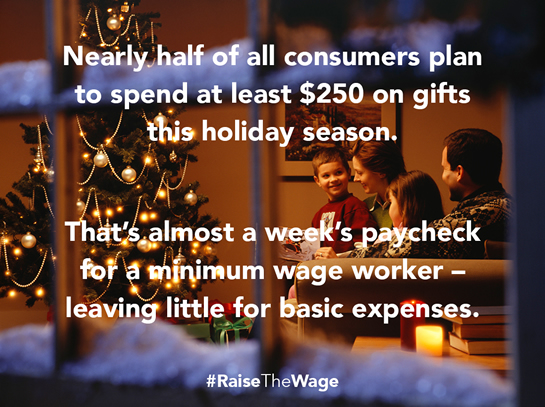 Nearly half of all consumers plan
to spend at least $250 on gifts
this holiday season.
That's almost a week's paycheck
for a minimum wage worker –
leaving little for basic expenses.
#RaiseTheWage